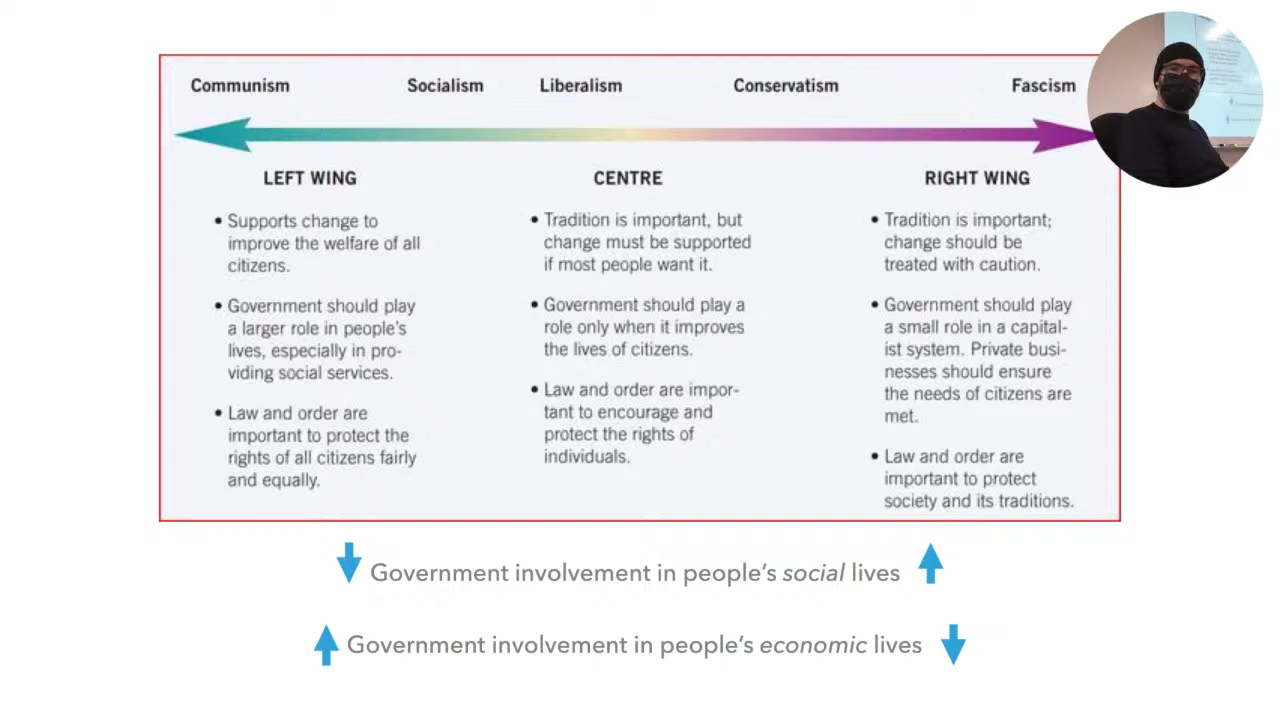 Communism Socialism Liberalism Conservatism Fascism
LEFT WING
• Supports change to
improve the welfare of all
citizens.
• Government should play
a larger role in people's
lives, especially in pro-
viding social services.
• Law and order are
important to protect the
rights of all citizens fairly
and equally.
CENTRE
• Tradition is important, but
change must be supported
if most people want it.
• Government should play a
role only when it improves
the lives of citizens.
• Law and order are impor-
tant to encourage and
protect the rights of
individuals.
RIGHT WING
• Tradition is important;
change should be
treated with caution.
• Government should play
a small role in a capital-
ist system. Private busi-
nesses should ensure
the needs of citizens are
met.
• Law and order are
important to protect
society and its traditions.
Government involvement in people's social lives
Government involvement in people's economic lives